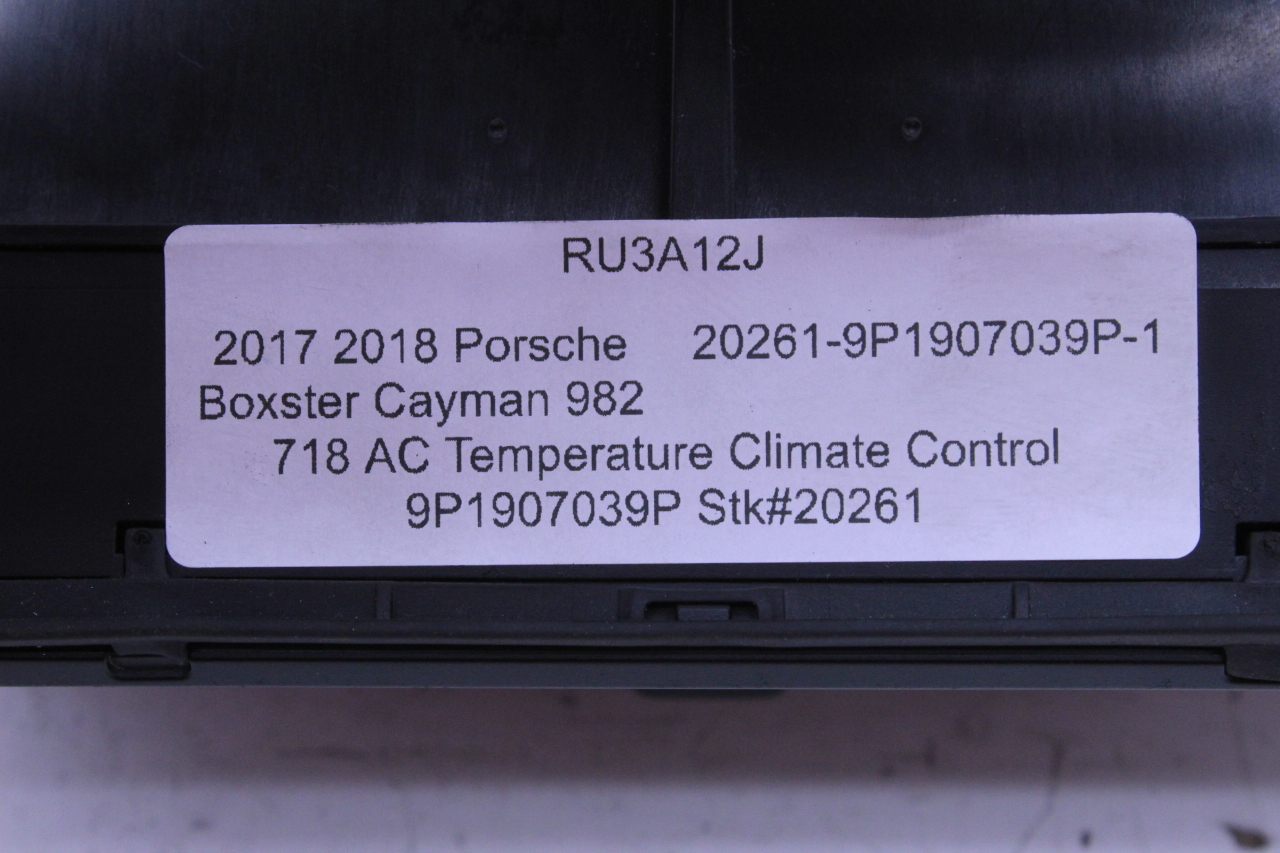 RU3A12J
2017 2018 Porsche 20261-9P1907039P-1
Boxster Cayman 982
718 AC Temperature Climate Control
9P1907039P Stk#20261